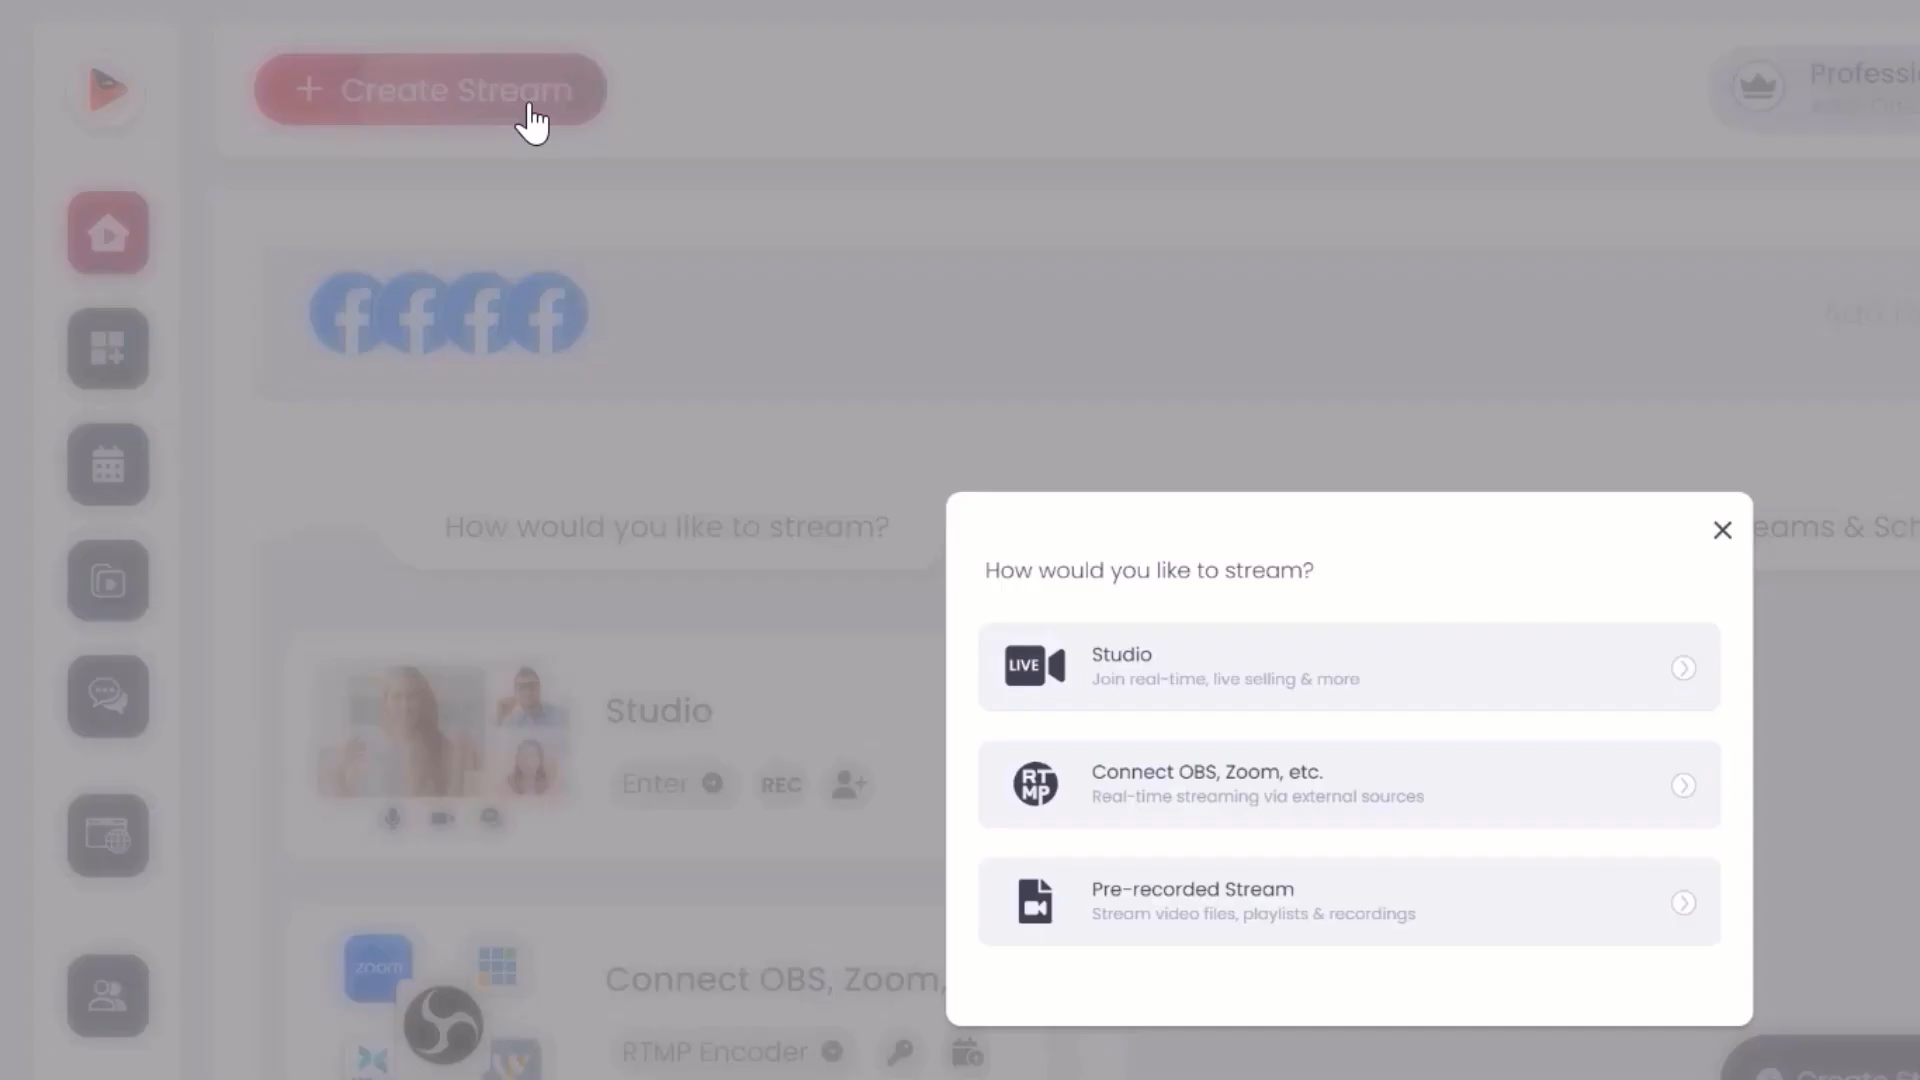 + Create Stream
Professi
How would you like to stream?
eams & Sch
Studio
Enter
REC
zoom
Connect OBS, Zoom,
RTMP Encoder
How would you like to stream?
LIVE
Studio
Join real-time, live selling & more
RT
MP
Connect OBS, Zoom, etc.
Real-time streaming via external sources
Pre-recorded Stream
Stream video files, playlists & recordings